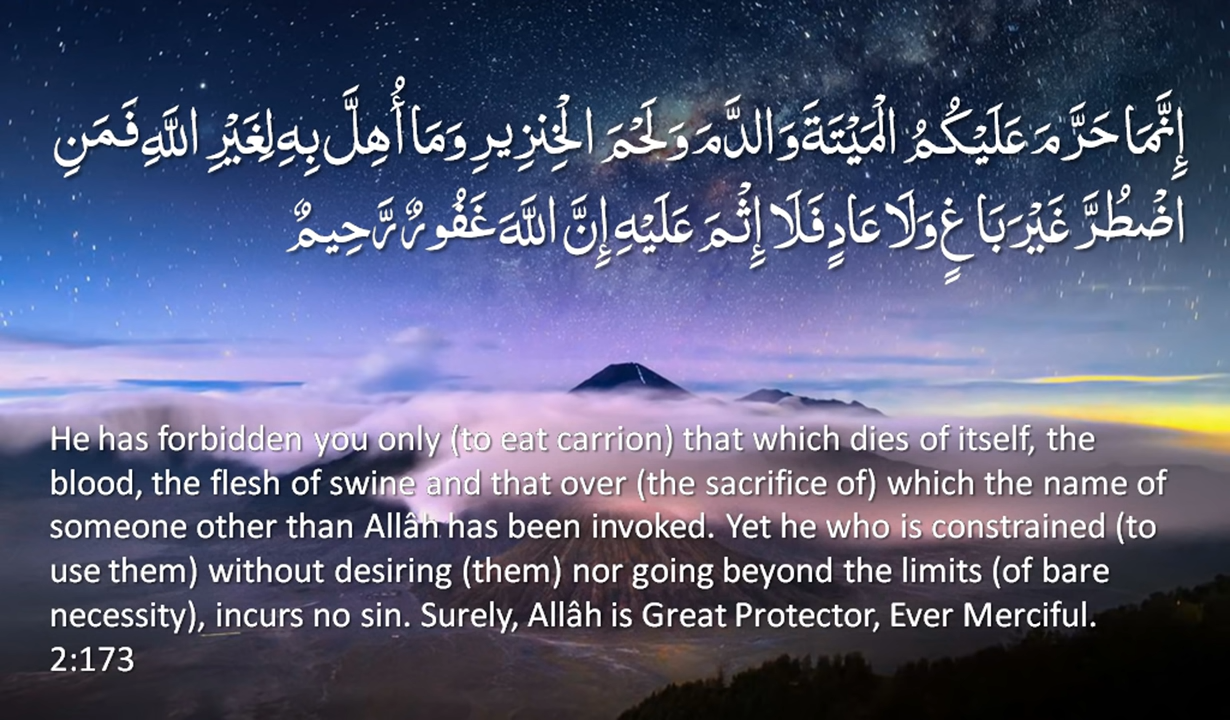 إِنَّمَا حَرَّمَ عَلَيْكُمُ الْمَيْتَةَ وَالدَّمَ وَلَحْمَ الْخِنزِيرِ وَمَا أُهِلَّ بِهِ لِغَيْرِ اللَّهِ فَمَنِ
اضْطُرَّ غَيْرَ بَاغٍ وَلَا عَادٍ فَلَا إِثْمَ عَلَيْهِ إِنَّ اللَّهَ غَفُورٌ رَّحِيمٌ
He has forbidden you only (to eat carrion) that which dies of itself, the
blood, the flesh of swine and that over (the sacrifice of) which the name of
someone other than Allâh has been invoked. Yet he who is constrained (to
use them) without desiring (them) nor going beyond the limits (of bare
necessity), incurs no sin. Surely, Allâh is Great Protector, Ever Merciful.
2:173